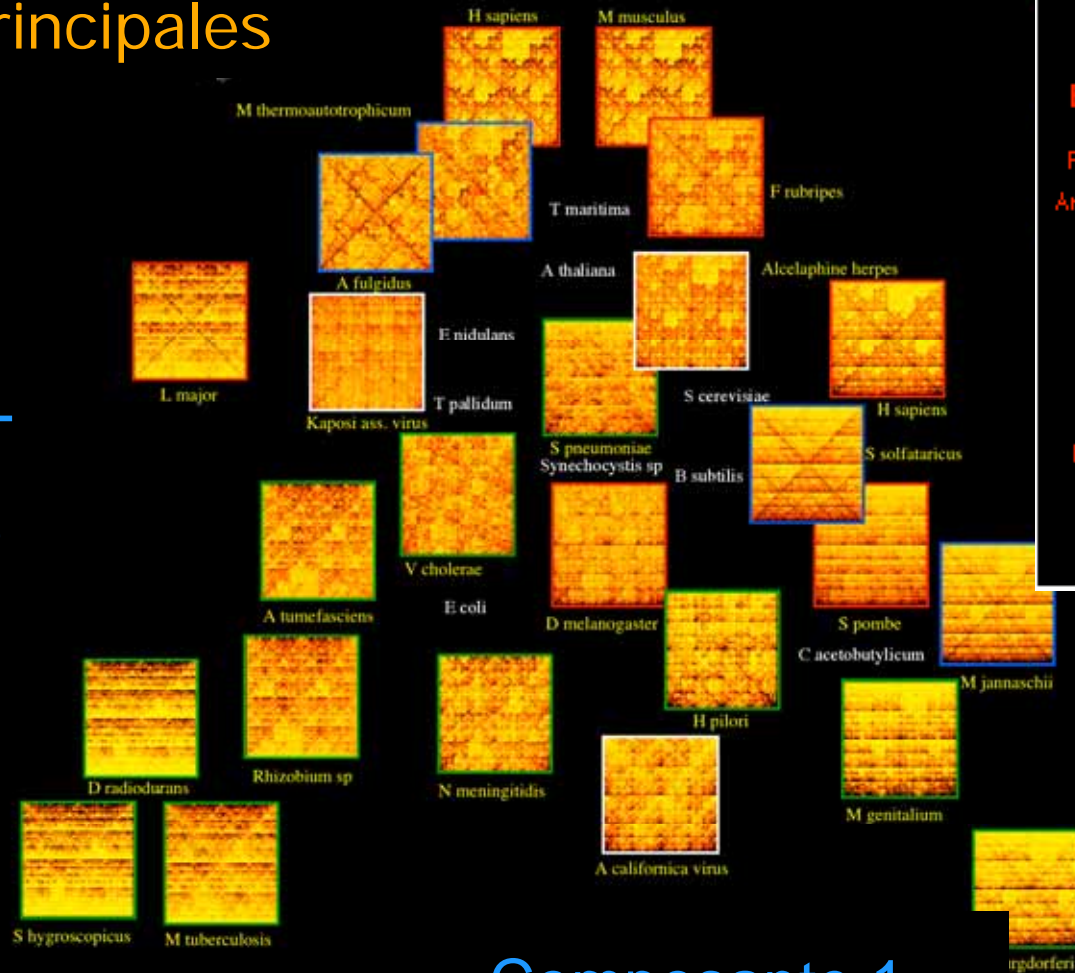 rincipales
H sapiens
M musculus
M thermoautotrophicum
F rubripes
T maritima
A thaliana
Alcelaphine herpes
A fulgidus
E nidulans
L major
S cerevisiae
T pallidum
H sapiens
Kaposi ass. virus
S pneumoniae
S solfataricus
Synechocystis sp
B subtilis
V cholerae
E coli
A tumefasciens
D melanogaster
S pombe
C acetobutylicum
M jannaschii
H pilori
Rhizobium sp
D radiodurans
N meningitidis
M genitalium
A californica virus
S hygroscopicus
M tuberculosis
Composante 1
rgdorferi